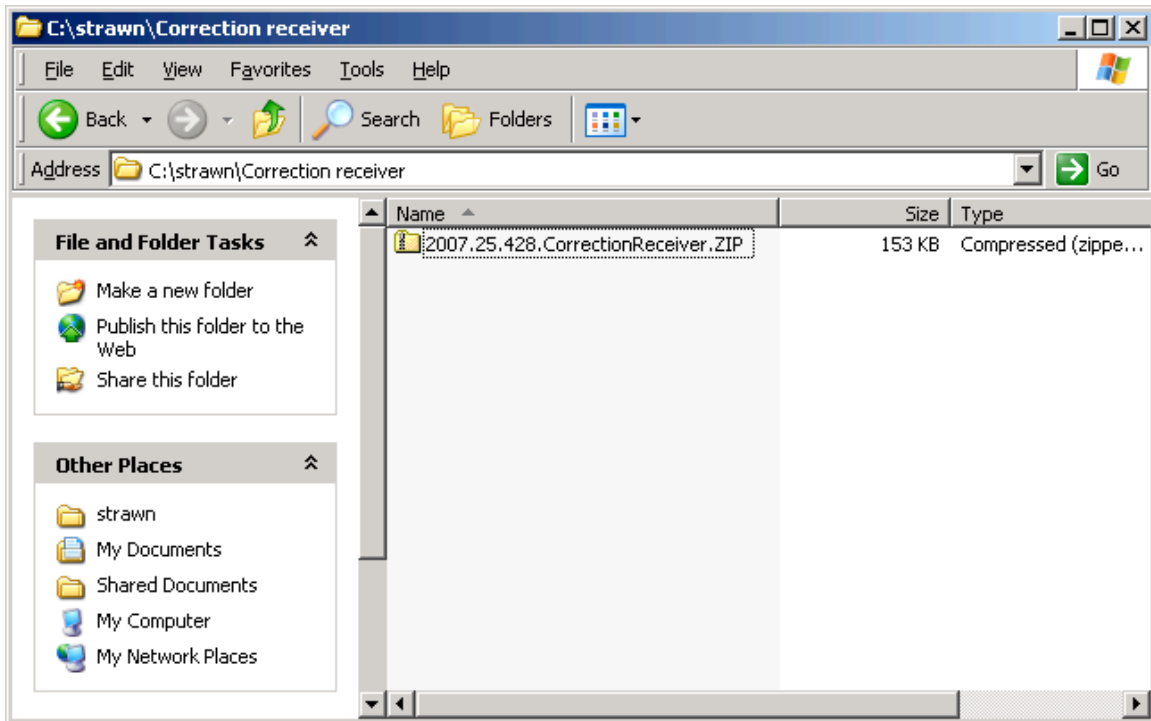 C:\strawn\Correction receiver
File Edit View Favorites Tools Help
Back Search Folders
Address C:\strawn\Correction receiver Go
Name Size Type
File and Folder Tasks
2007.25.428.CorrectionReceiver.ZIP 153 KB Compressed (zippe...
Make a new folder
Publish this folder to the
Web
Share this folder
Other Places
strawn
My Documents
Shared Documents
My Computer
My Network Places